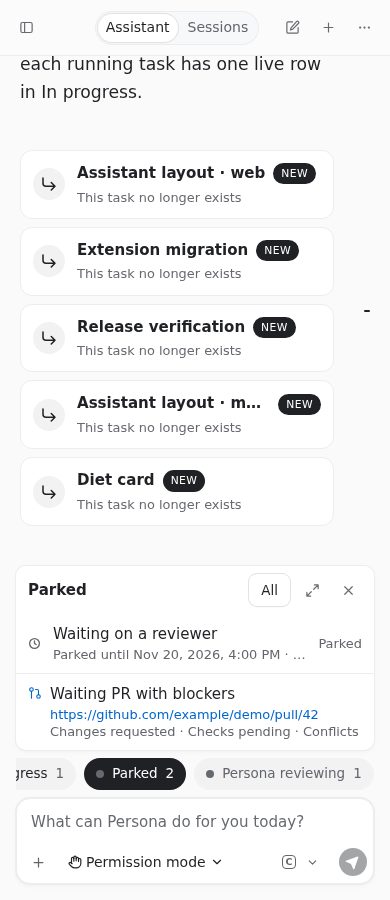 Assistant Sessions
each running task has one live row
in In progress.
Assistant layout · web NEW
This task no longer exists
Extension migration NEW
This task no longer exists
Release verification NEW
This task no longer exists
Assistant layout · m... NEW
This task no longer exists
Diet card NEW
This task no longer exists
Parked All
Waiting on a reviewer
Parked until Nov 20, 2026, 4:00 PM · ... Parked
Waiting PR with blockers
https://github.com/example/demo/pull/42
Changes requested · Checks pending · Conflicts
gress 1 Parked 2 Persona reviewing 1
What can Persona do for you today?
Permission mode C